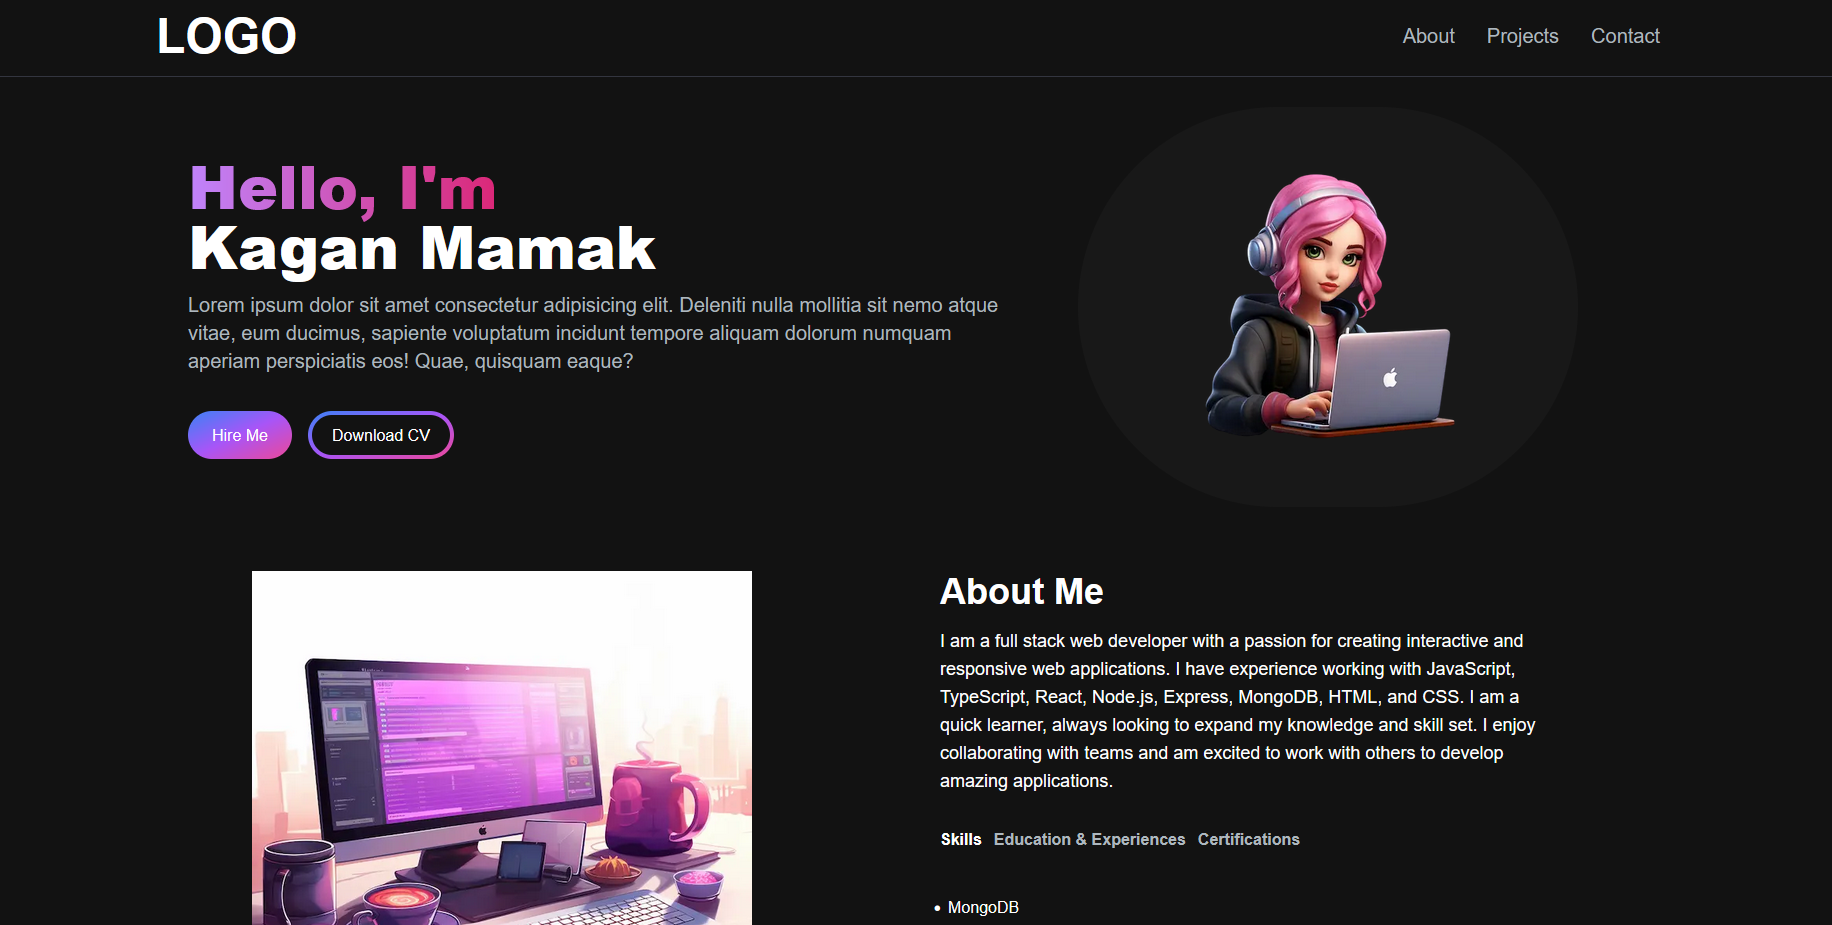 LOGO
About Projects Contact
Hello, I'm
Kagan Mamak
Lorem ipsum dolor sit amet consectetur adipisicing elit. Deleniti nulla mollitia sit nemo atque
vitae, eum ducimus, sapiente voluptatum incidunt tempore aliquam dolorum numquam
aperiam perspiciatis eos! Quae, quisquam eaque?
Hire Me Download CV
About Me
I am a full stack web developer with a passion for creating interactive and
responsive web applications. I have experience working with JavaScript,
TypeScript, React, Node.js, Express, MongoDB, HTML, and CSS. I am a
quick learner, always looking to expand my knowledge and skill set. I enjoy
collaborating with teams and am excited to work with others to develop
amazing applications.
Skills Education & Experiences Certifications
• MongoDB